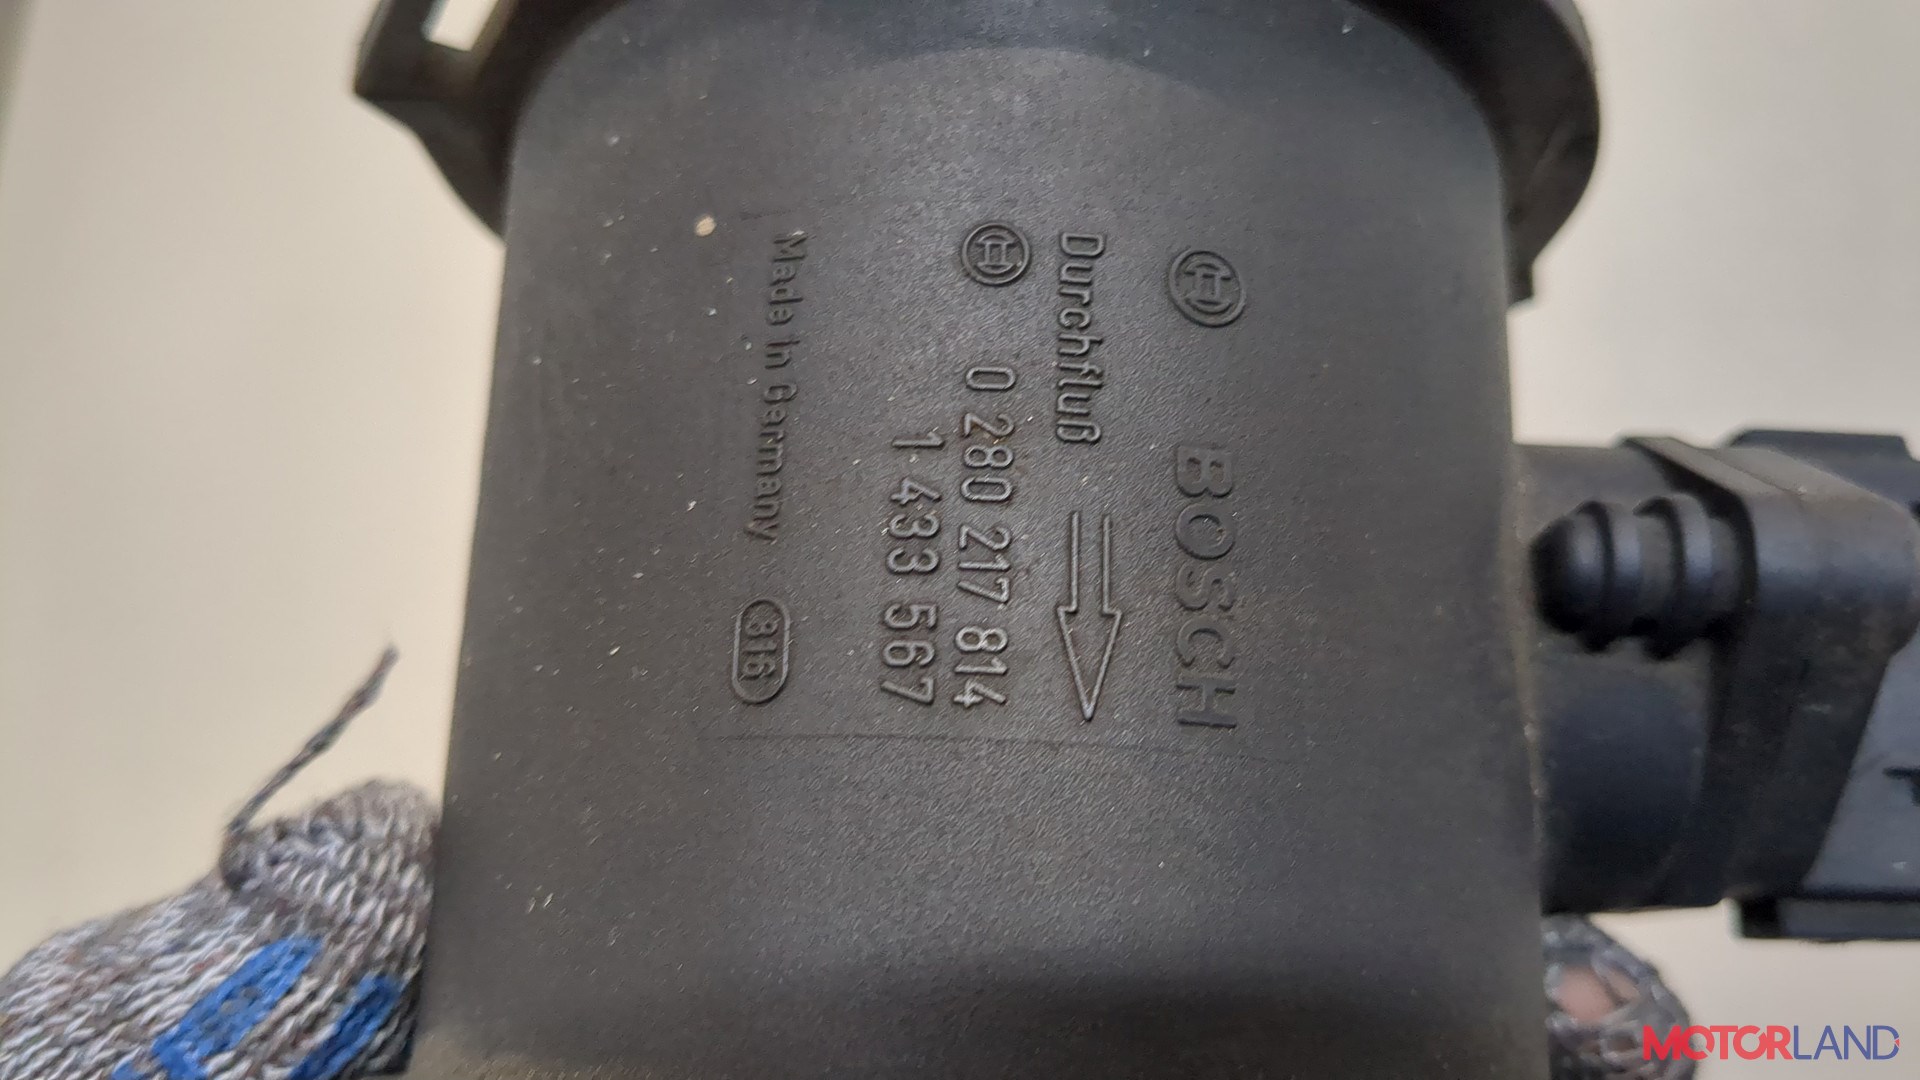 BOSCH
Durchfluß
0 280 217 814
1 433 567
Made in Germany 316
MOTORLAND